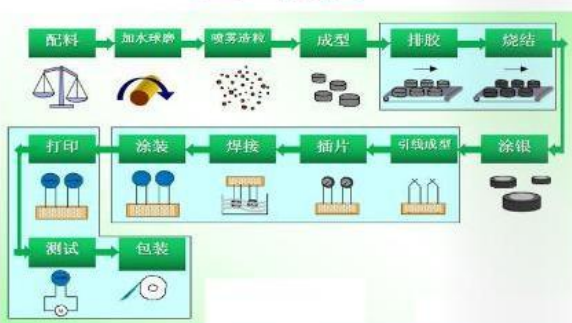 配料
加水球磨
喷雾造粒
成型
排胶
烧结
涂银
引线成型
插片
焊接
涂装
打印
测试
包装